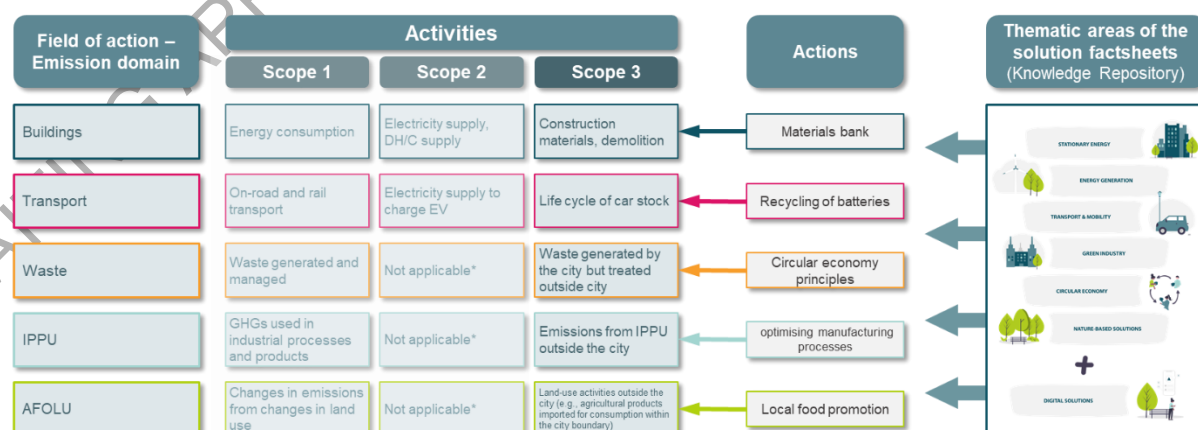 Field of action –
Emission domain
Activities
Scope 1
Scope 2
Scope 3
Actions
Thematic areas of the
solution factsheets
(Knowledge Repository)
Buildings
Energy consumption
Electricity supply,
DH/C supply
Construction
materials, demolition
Materials bank
Transport
On-road and rail
transport
Electricity supply to
charge EV
Life cycle of car stock
Recycling of batteries
Waste
Waste generated and
managed
Not applicable*
Waste generated by
the city but treated
outside city
Circular economy
principles
IPPU
GHGs used in
industrial processes
and products
Not applicable*
Emissions from IPPU
outside the city
optimising manufacturing
processes
AFOLU
Changes in emissions
from changes in land
use
Not applicable*
Land-use activities outside the
city (e.g., agricultural products
imported for consumption within
the city boundary)
Local food promotion
STATIONARY ENERGY
ENERGY GENERATION
TRANSPORT & MOBILITY
GREEN INDUSTRY
CIRCULAR ECONOMY
NATURE-BASED SOLUTIONS
+
DIGITAL SOLUTIONS